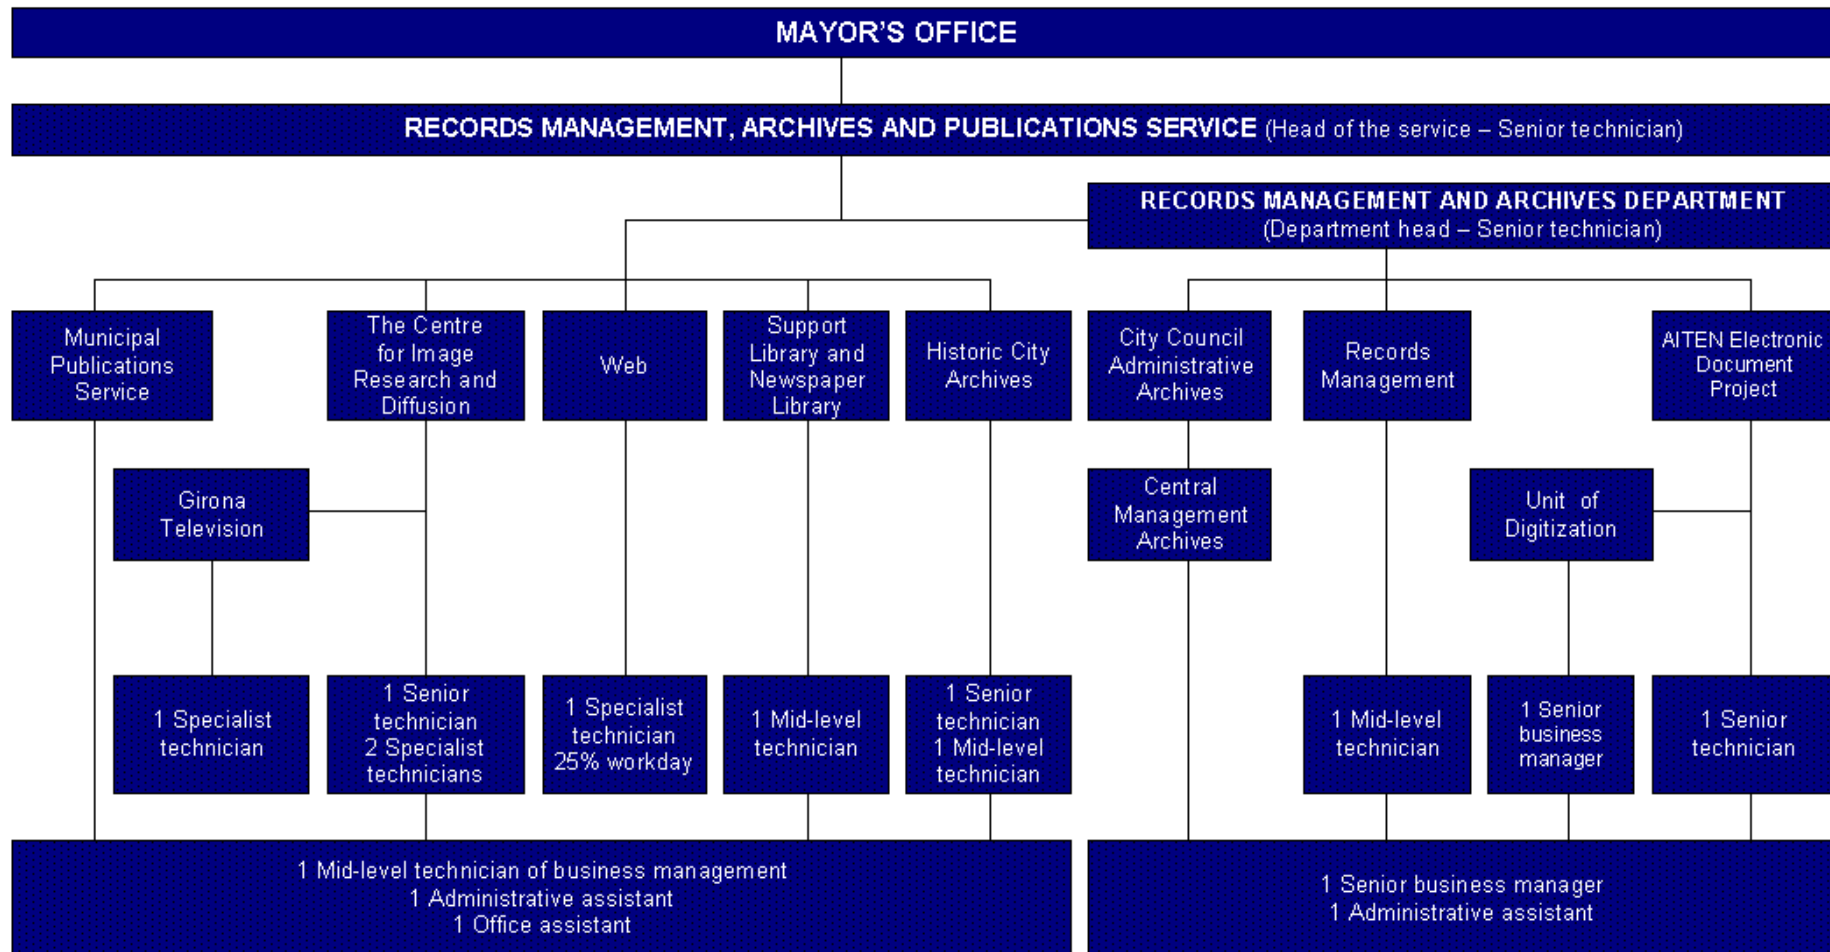 MAYOR'S OFFICE
RECORDS MANAGEMENT, ARCHIVES AND PUBLICATIONS SERVICE (Head of the service – Senior technician)
RECORDS MANAGEMENT AND ARCHIVES DEPARTMENT
(Department head – Senior technician)
Municipal
Publications
Service
The Centre
for Image
Research and
Diffusion
Web
Support
Library and
Newspaper
Library
Historic City
Archives
City Council
Administrative
Archives
Records
Management
AITEN Electronic
Document
Project
Girona
Television
Central
Management
Archives
Unit of
Digitization
1 Specialist
technician
1 Senior
technician
2 Specialist
technicians
1 Specialist
technician
25% workday
1 Mid-level
technician
1 Senior
technician
1 Mid-level
technician
1 Mid-level
technician
1 Senior
business
manager
1 Senior
technician
1 Mid-level technician of business management
1 Administrative assistant
1 Office assistant
1 Senior business manager
1 Administrative assistant